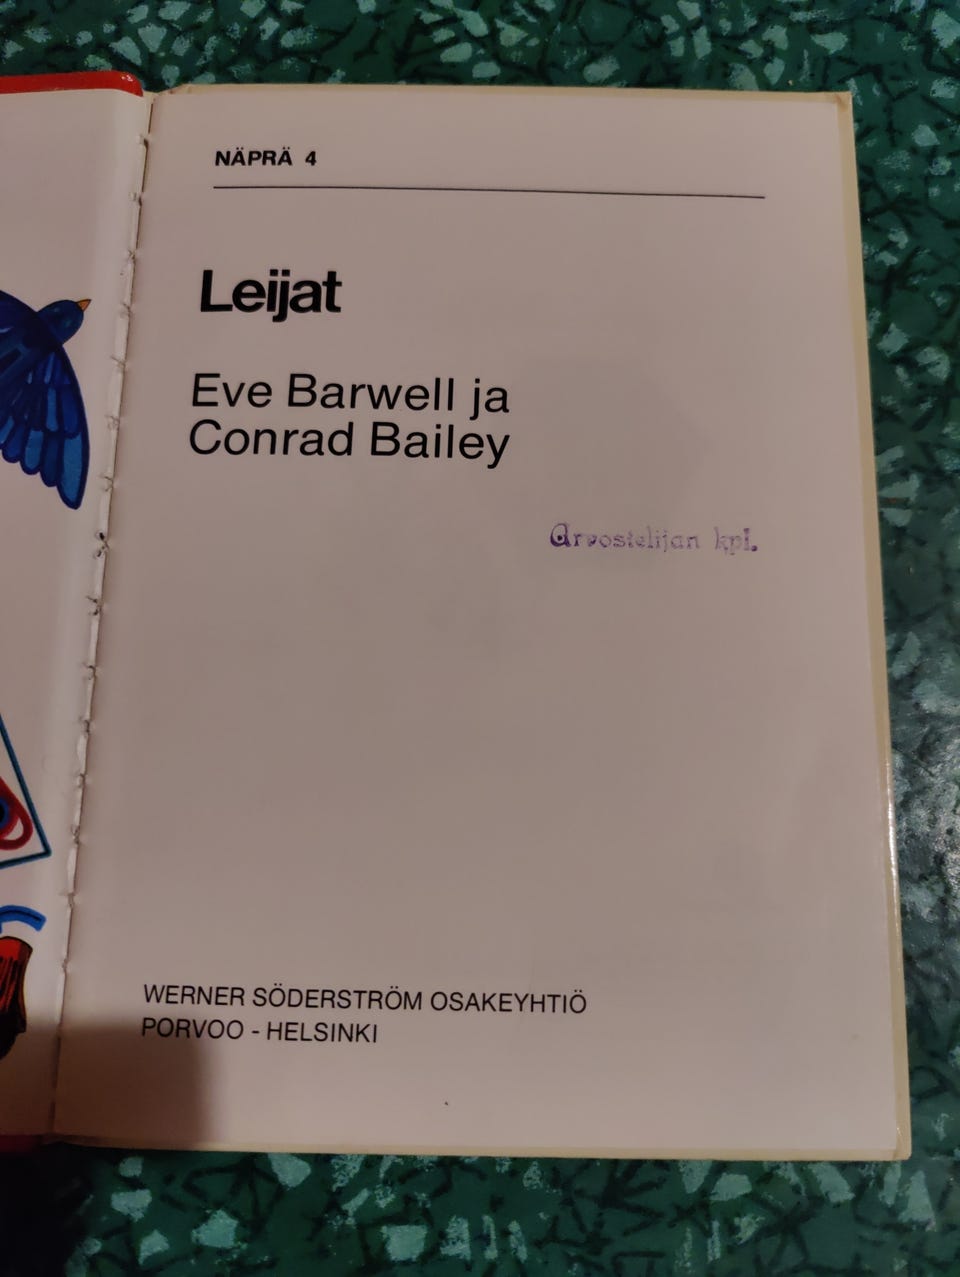 NÄPRÄ 4
Leijat
Eve Barwell ja
Conrad Bailey
Arvostelijan kpl.
WERNER SÖDERSTRÖM OSAKEYHTIÖ
PORVOO - HELSINKI